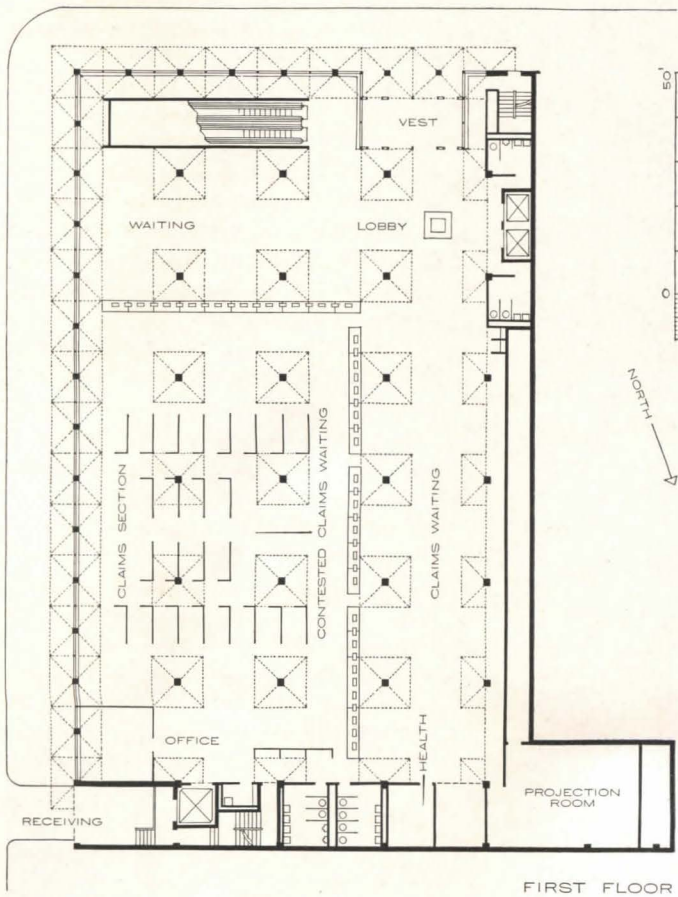 50'
VEST
WAITING
LOBBY
0
NORTH
CLAIMS SECTION
CONTESTED CLAIMS WAITING
CLAIMS WAITING
OFFICE
HEALTH
PROJECTION
ROOM
RECEIVING
FIRST FLOOR